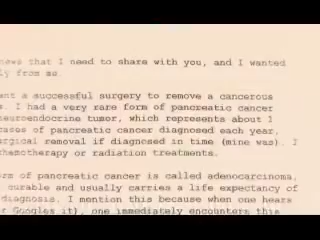 news that I need to share with you, and I wanted
ly from me
nt a successful surgery to remove a cancerous
s. I had a very rare form of pancreatic cancer
neuroendocrine tumor, which represents about 1
cases of pancreatic cancer diagnosed each year,
urgical removal if diagnosed in time (mine was). I
hemotherapy or radiation treatments.
orm of pancreatic cancer is called adenocarcinoma,
curable and usually carries a life expectancy of
diagnosis. I mention this because when one hears
r Googles it), one immediately encounters this